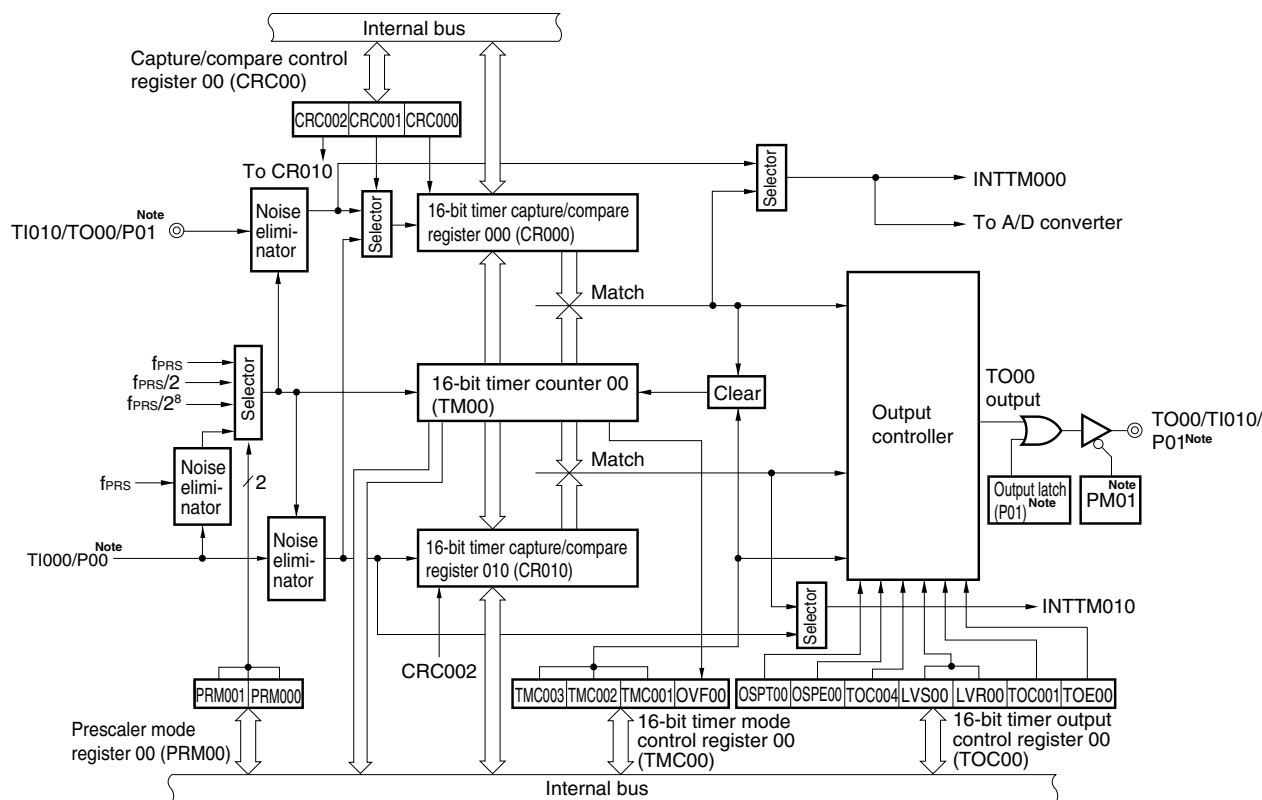 Internal bus
Capture/compare control
register 00 (CRC00)
CRC002 CRC001 CRC000
To CR010
Selector
INTTM000
To A/D converter
TI010/TO00/P01 Note
Noise
elimi-
nator
Selector
16-bit timer capture/compare
register 000 (CR000)
Match
fPRS
fPRS/2
fPRS/2⁸
Selector
16-bit timer counter 00
(TM00)
Clear
Output
controller
TO00
output
TO00/TI010/
P01 Note
Output latch
(P01) Note
Note
PM01
fPRS
Noise
elimi-
nator
2
Match
TI000/P00 Note
Noise
elimi-
nator
16-bit timer capture/compare
register 010 (CR010)
Selector
INTTM010
CRC002
PRM001 PRM000
TMC003 TMC002 TMC001 OVF00
OSPT00 OSPE00 TOC004 LVS00 LVR00 TOC001 TOE00
Prescaler mode
register 00 (PRM00)
16-bit timer mode
control register 00
(TMC00)
16-bit timer output
control register 00
(TOC00)
Internal bus